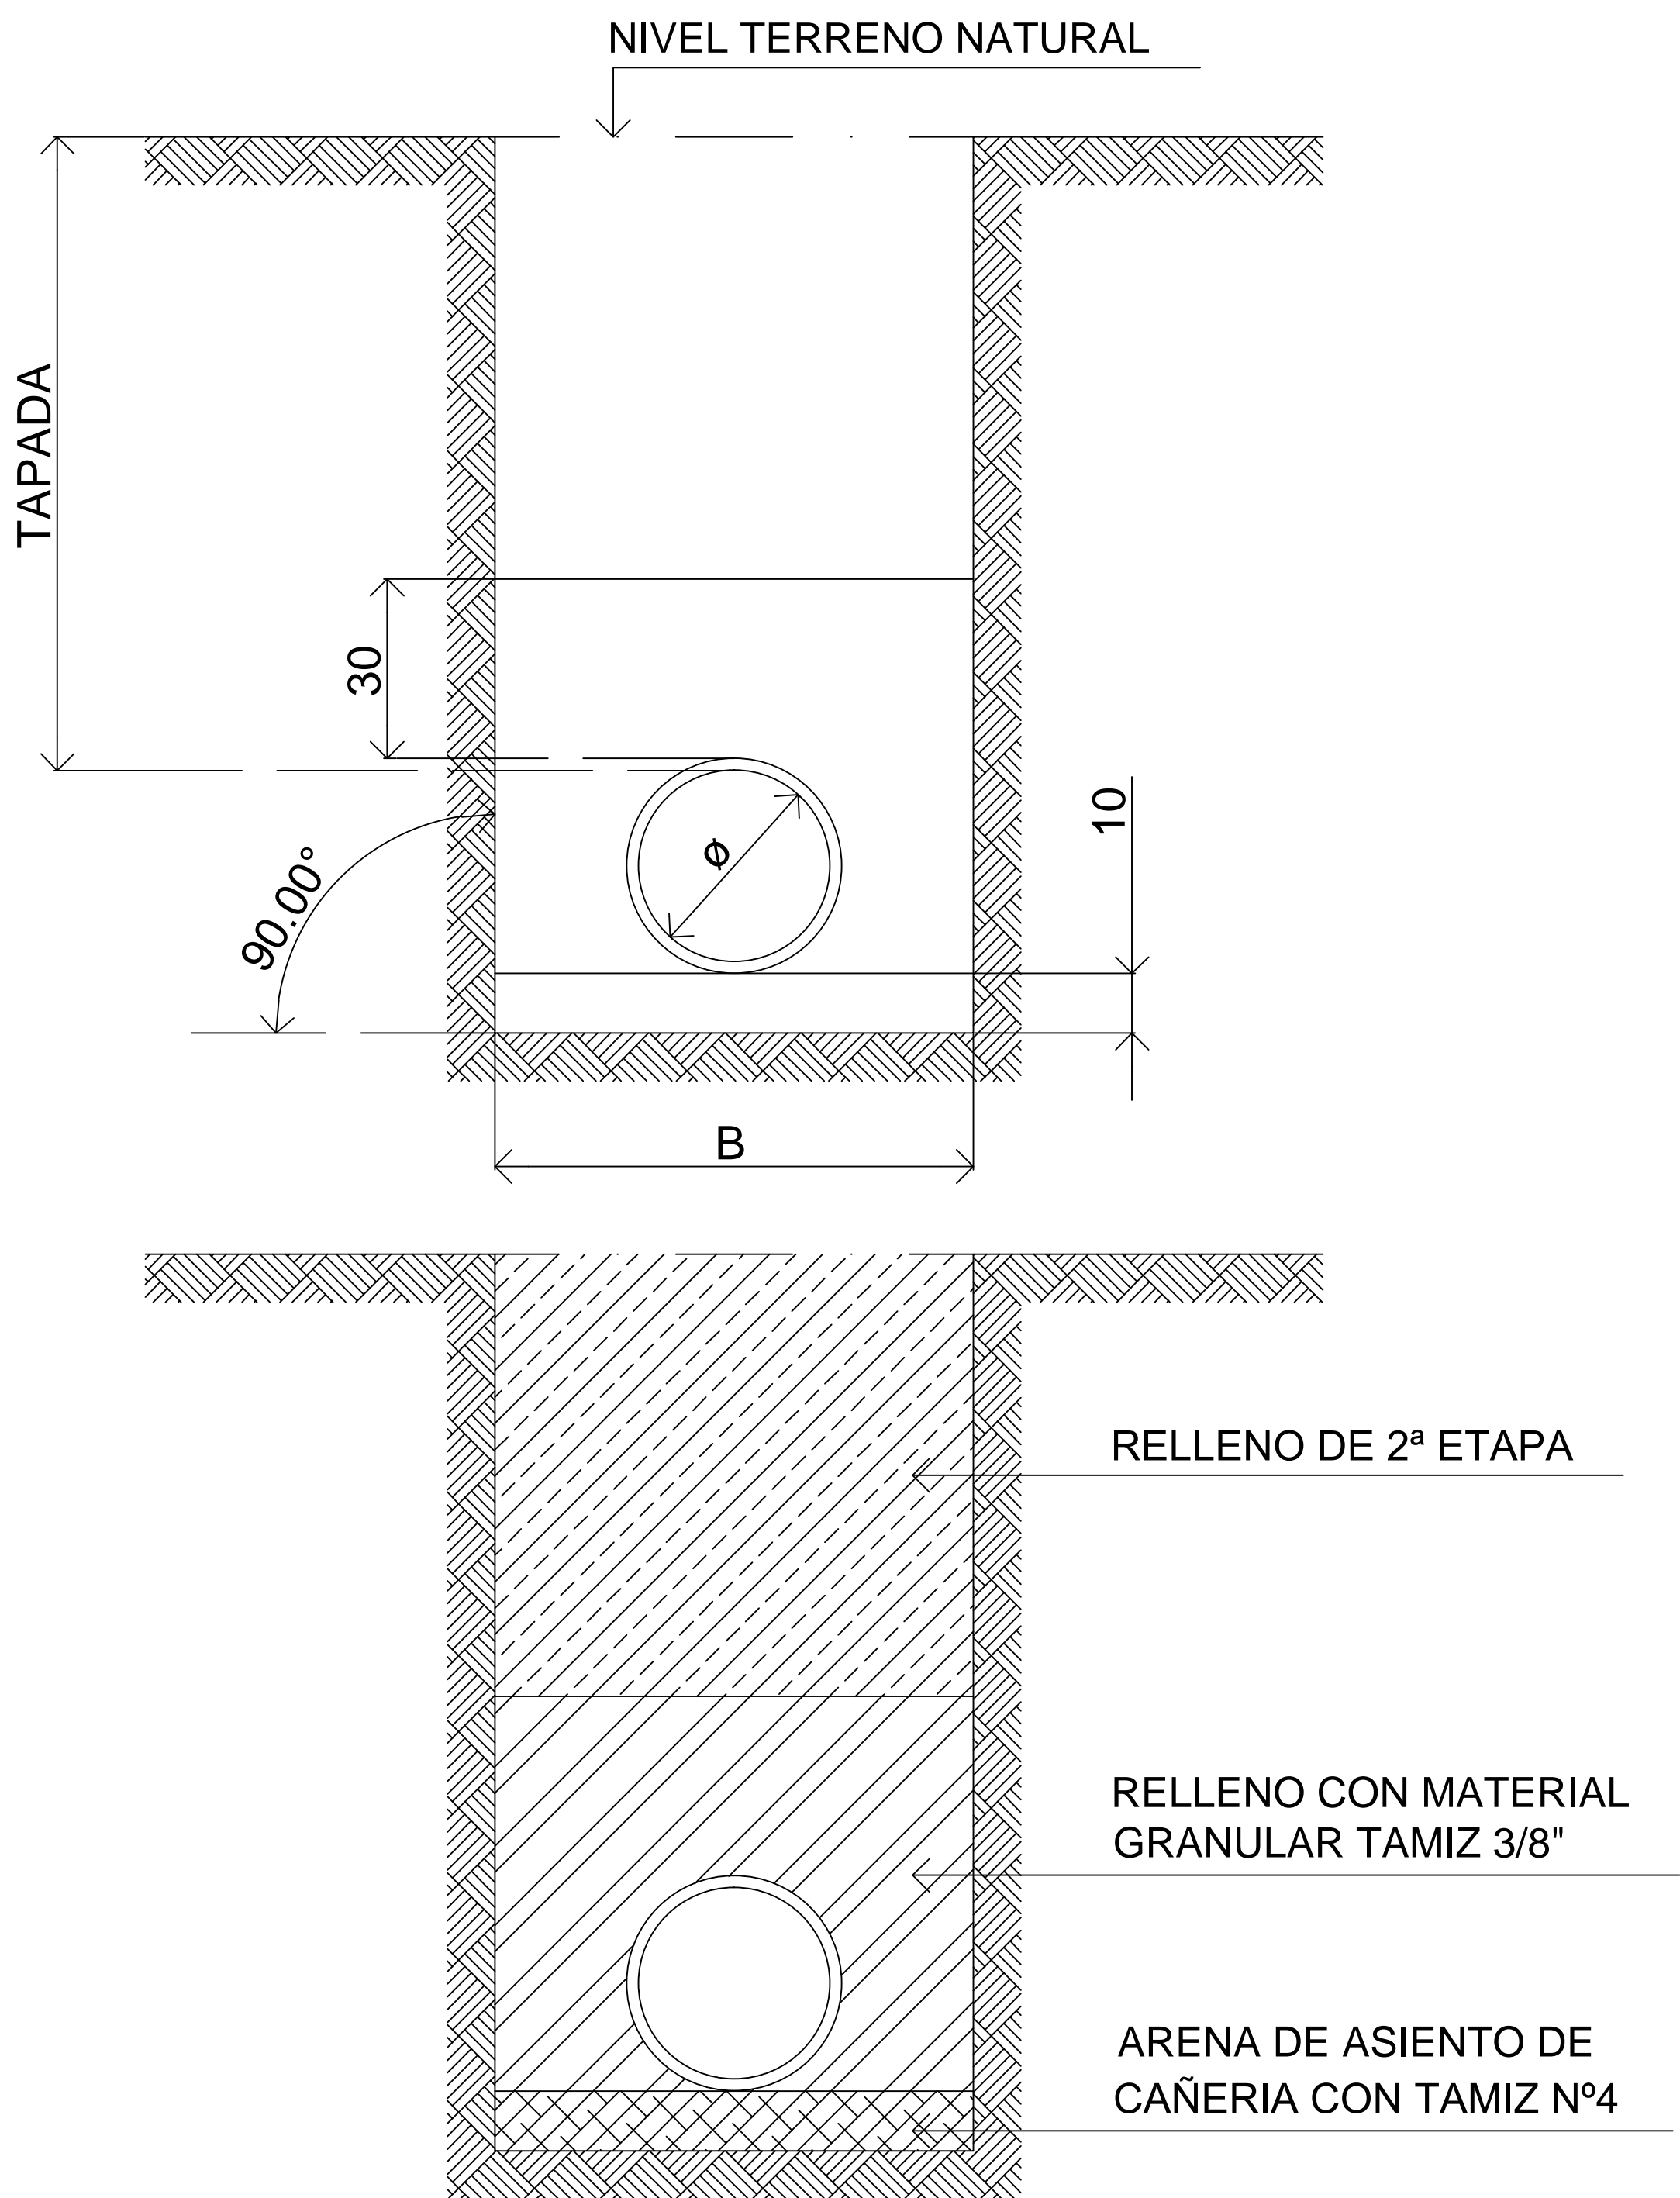 NIVEL TERRENO NATURAL
TAPADA
30
10
ø
90.00°
B
RELLENO DE 2ª ETAPA
RELLENO CON MATERIAL
GRANULAR TAMIZ 3/8"
ARENA DE ASIENTO DE
CAÑERIA CON TAMIZ Nº4